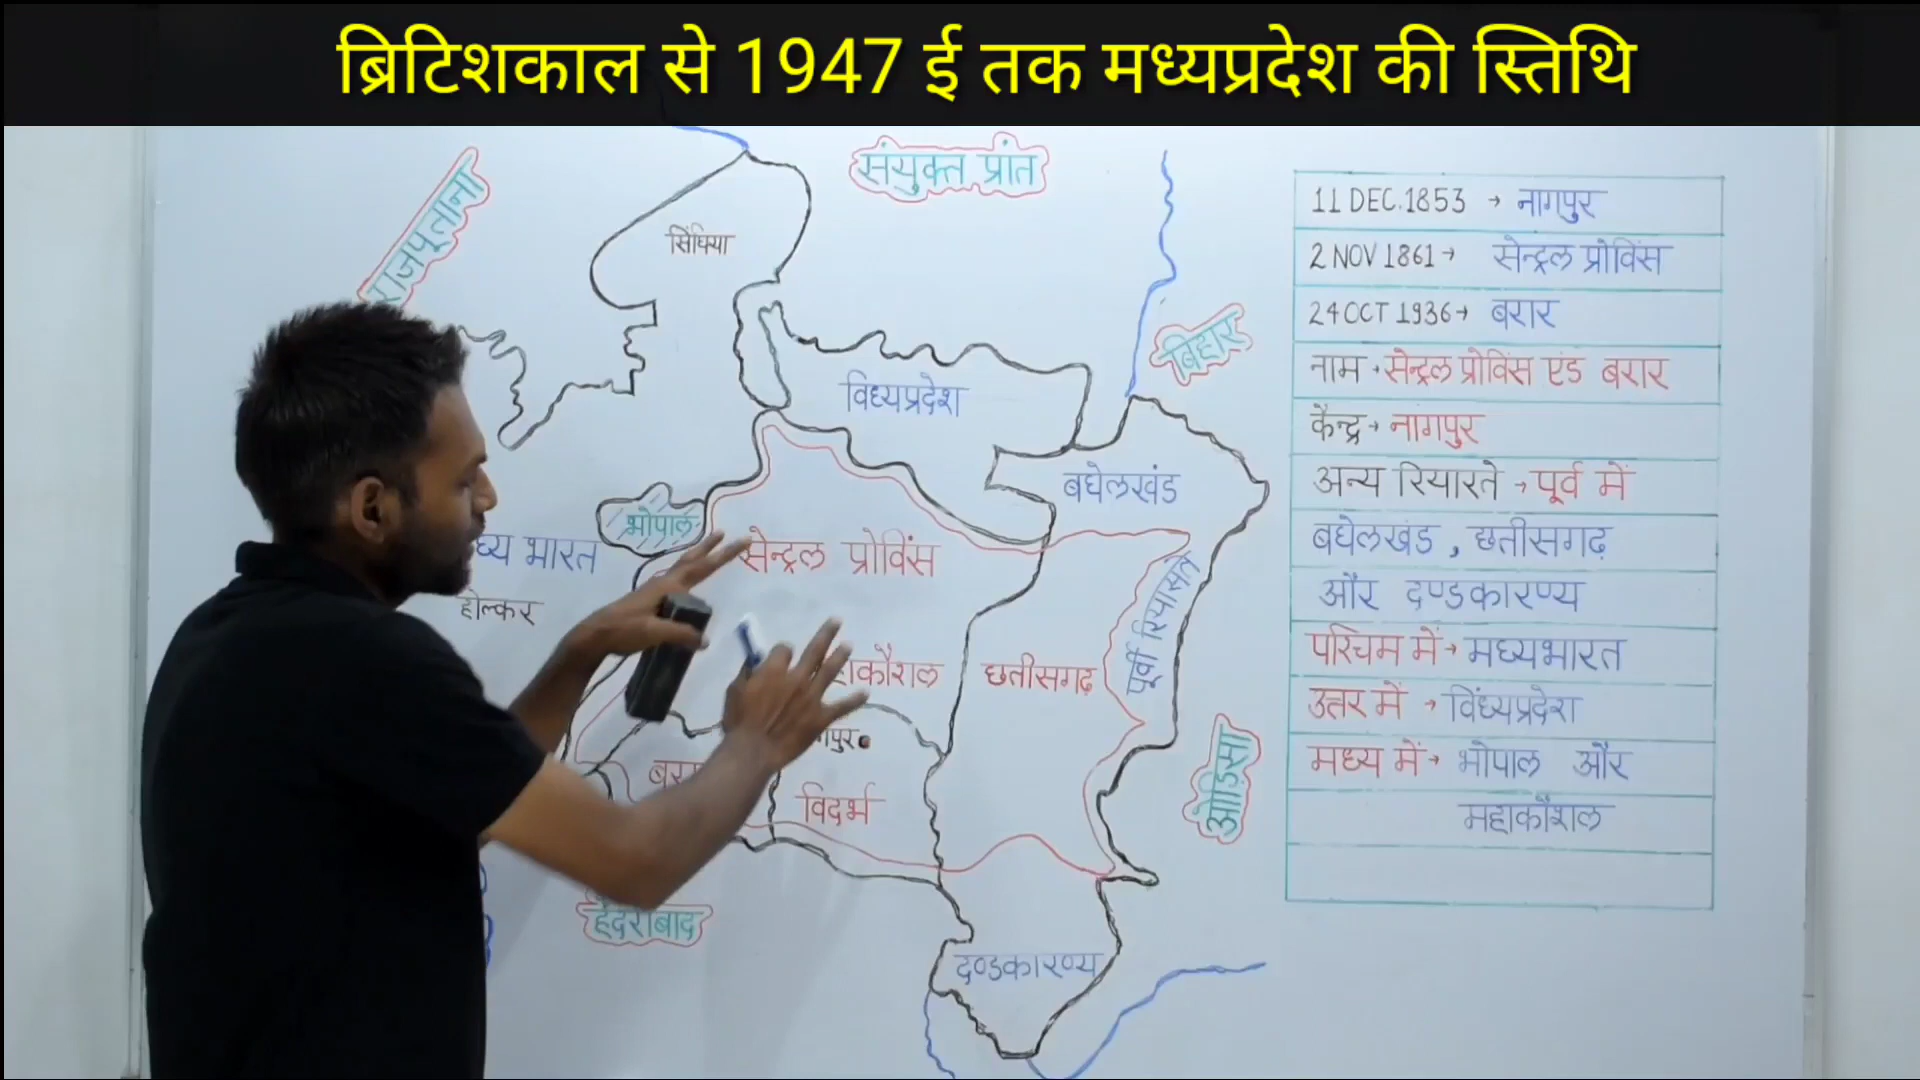 ब्रिटिशकाल से 1947 ई तक मध्यप्रदेश की स्तिथि
संयुक्त प्रांत
राजपूताना
सिंधिया
बिहार
विंध्यप्रदेश
बघेलखंड
भोपाल
सेन्ट्रल प्रोविंस
भारत
होल्कर
पूर्वी रियासते
छतीसगढ़
विदर्भ
ओड़िसा
हैदराबाद
दण्डकारण्य
11 DEC.1853 → नागपुर
2 NOV 1861 → सेन्ट्रल प्रोविंस
24 OCT 1936 → बरार
नाम → सेन्ट्रल प्रोविंस एंड बरार
केन्द्र → नागपुर
अन्य रियारते → पूर्व में
बघेलखंड , छतीसगढ़
और दण्डकारण्य
पश्चिम में → मध्यभारत
उत्तर में → विंध्यप्रदेश
मध्य में → भोपाल और
महाकौशल